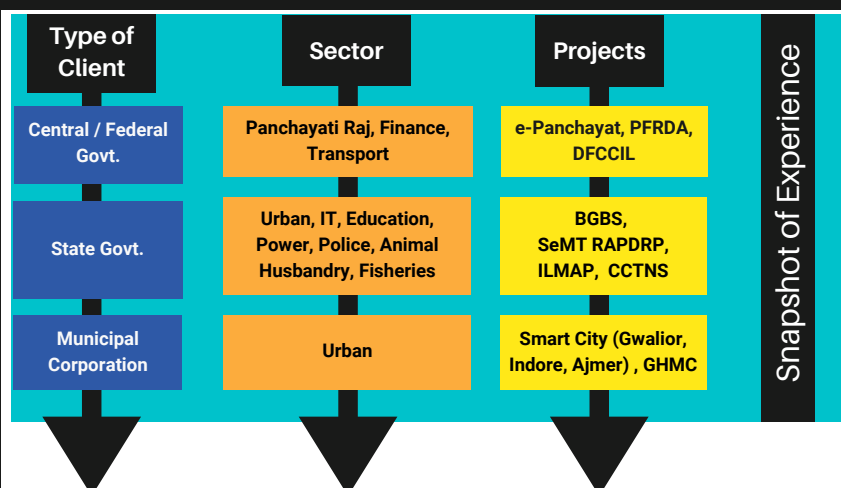 Type of
Client
Sector
Projects
Snapshot of Experience
Central / Federal
Govt.
Panchayati Raj, Finance,
Transport
e-Panchayat, PFRDA,
DFCCIL
State Govt.
Urban, IT, Education,
Power, Police, Animal
Husbandry, Fisheries
BGBS,
SeMT RAPDRP,
ILMAP, CCTNS
Municipal
Corporation
Urban
Smart City (Gwalior,
Indore, Ajmer) , GHMC